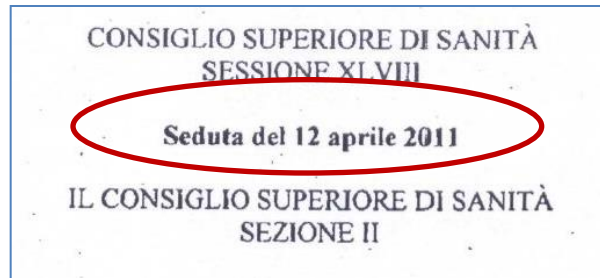 CONSIGLIO SUPERIORE DI SANITÀ
SESSIONE XLVIII
Seduta del 12 aprile 2011
IL CONSIGLIO SUPERIORE DI SANITÀ
SEZIONE II